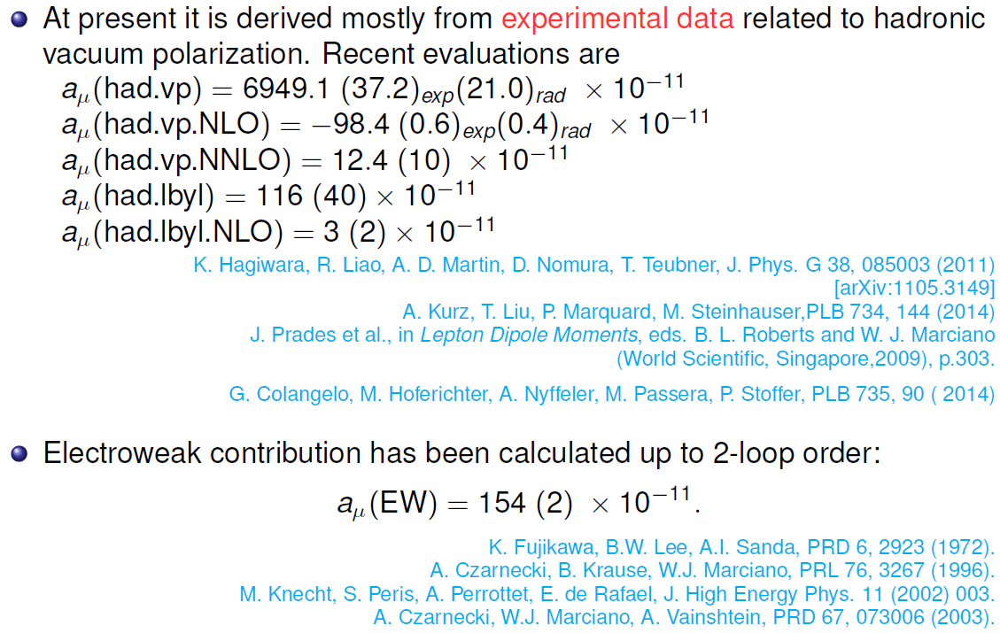 At present it is derived mostly from experimental data related to hadronic
vacuum polarization. Recent evaluations are
aμ(had.vp) = 6949.1 (37.2)exp(21.0)rad × 10−11
aμ(had.vp.NLO) = −98.4 (0.6)exp(0.4)rad × 10−11
aμ(had.vp.NNLO) = 12.4 (10) × 10−11
aμ(had.lbyl) = 116 (40) × 10−11
aμ(had.lbyl.NLO) = 3 (2) × 10−11
K. Hagiwara, R. Liao, A. D. Martin, D. Nomura, T. Teubner, J. Phys. G 38, 085003 (2011)
[arXiv:1105.3149]
A. Kurz, T. Liu, P. Marquard, M. Steinhauser,PLB 734, 144 (2014)
J. Prades et al., in Lepton Dipole Moments, eds. B. L. Roberts and W. J. Marciano
(World Scientific, Singapore,2009), p.303.
G. Colangelo, M. Hoferichter, A. Nyffeler, M. Passera, P. Stoffer, PLB 735, 90 ( 2014)
Electroweak contribution has been calculated up to 2-loop order:
aμ(EW) = 154 (2) × 10−11.
K. Fujikawa, B.W. Lee, A.I. Sanda, PRD 6, 2923 (1972).
A. Czarnecki, B. Krause, W.J. Marciano, PRL 76, 3267 (1996).
M. Knecht, S. Peris, A. Perrottet, E. de Rafael, J. High Energy Phys. 11 (2002) 003.
A. Czarnecki, W.J. Marciano, A. Vainshtein, PRD 67, 073006 (2003).